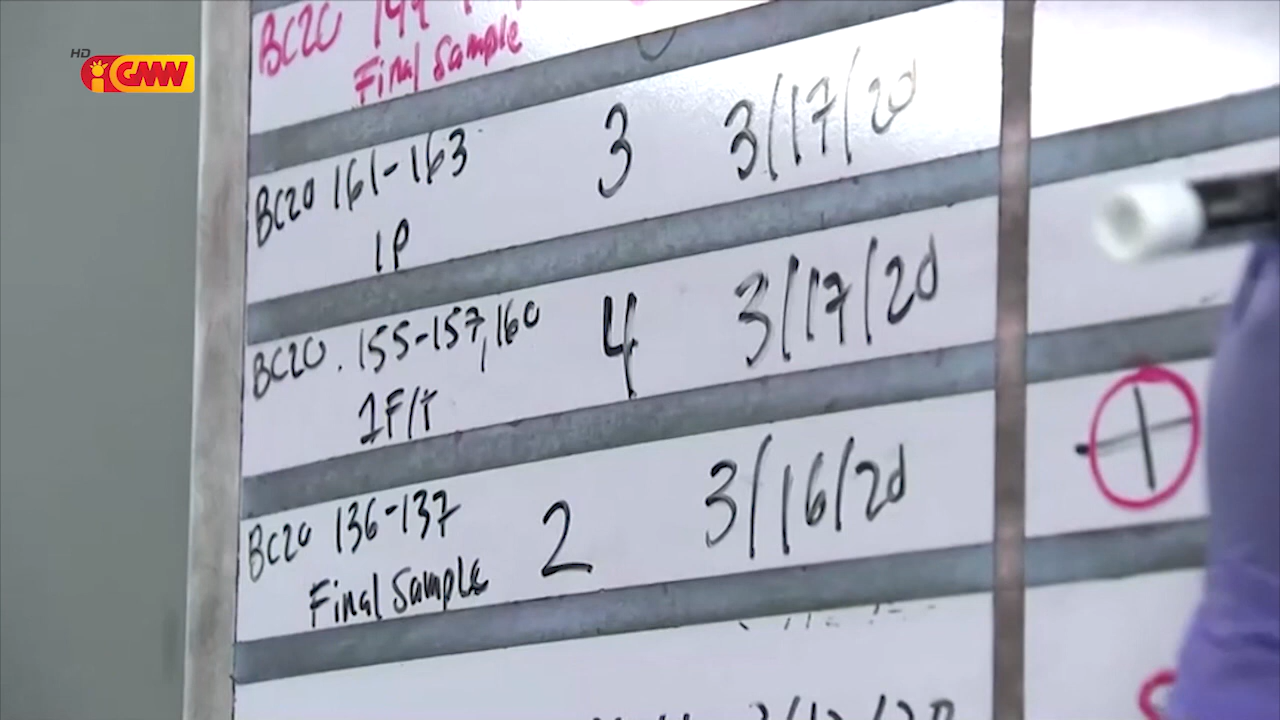 HD
GMM
BC20
Final Sample
BC20 161-163 3 3/17/20
1P
BC20. 155-157,160 4 3/17/20
1F/T
BC20 136-137 2 3/16/20
Final Sample
+